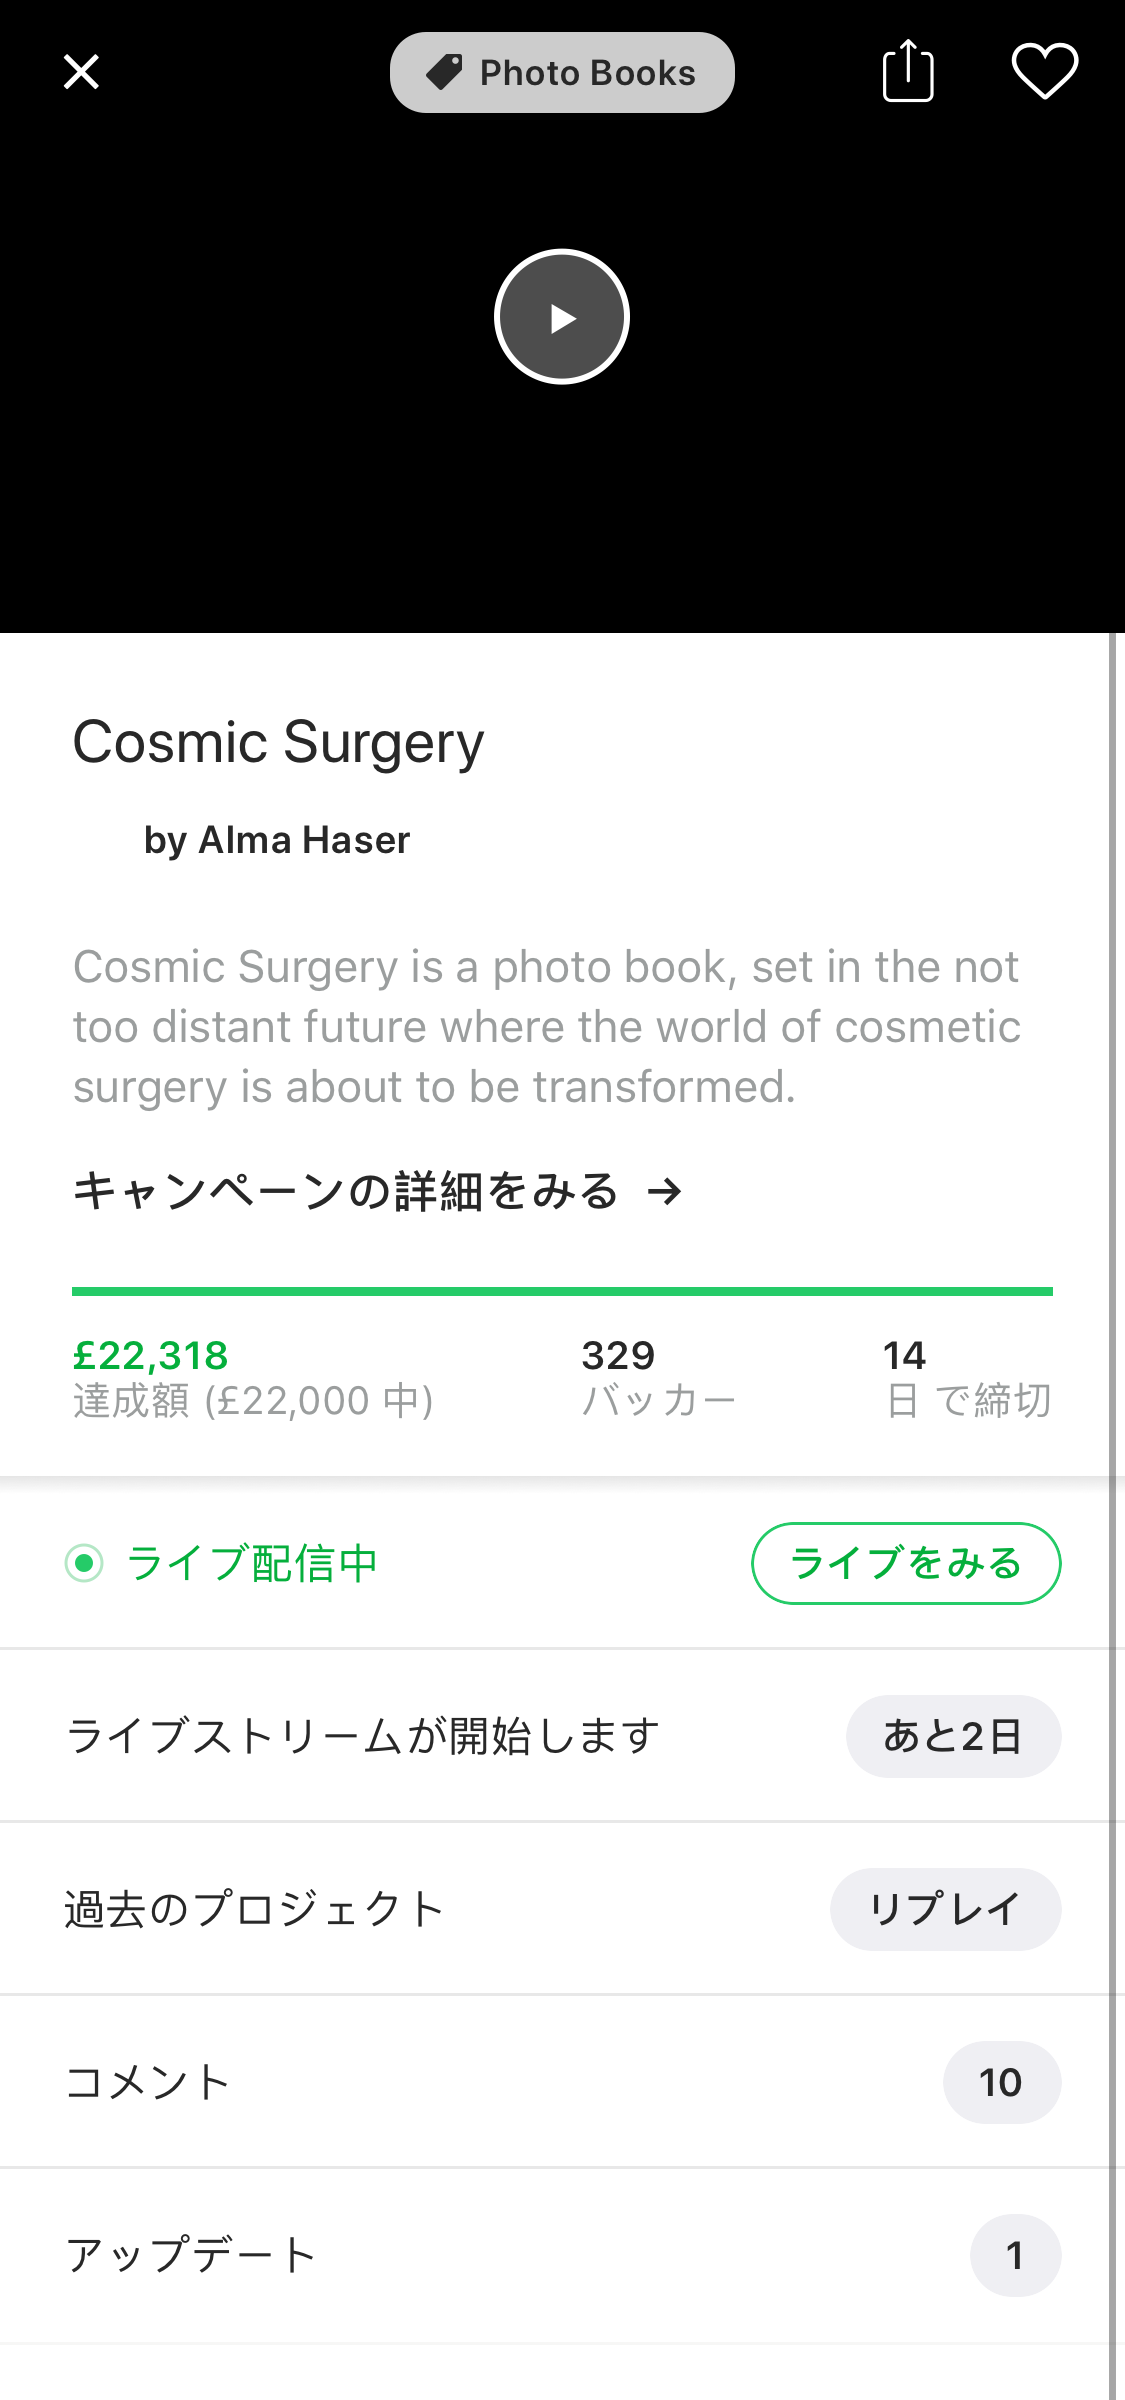 Photo Books
Cosmic Surgery
by Alma Haser
Cosmic Surgery is a photo book, set in the not
too distant future where the world of cosmetic
surgery is about to be transformed.
キャンペーンの詳細をみる →
£22,318
達成額 (£22,000 中)
329
バッカー
14
日 で締切
ライブ配信中
ライブをみる
ライブストリームが開始します
あと2日
過去のプロジェクト
リプレイ
コメント
10
アップデート
1